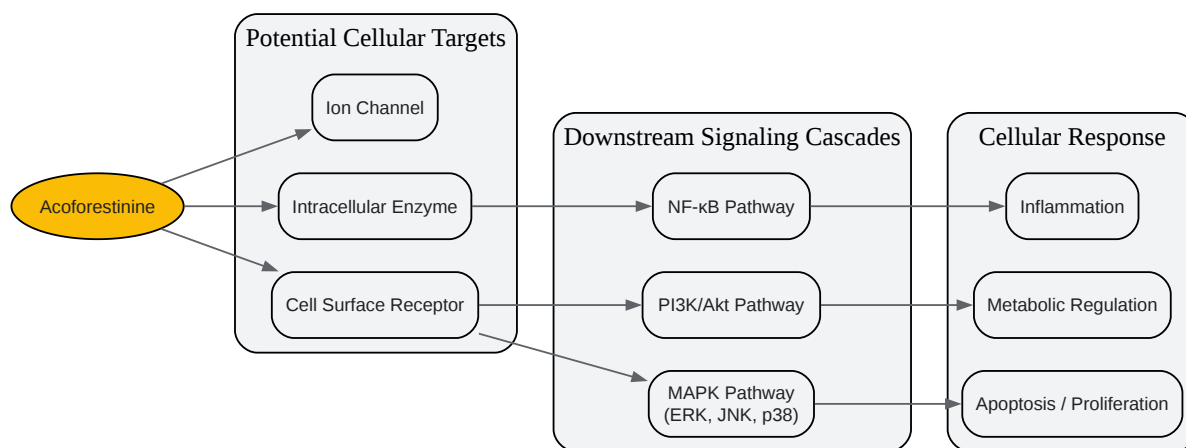 Potential Cellular Targets
Ion Channel
Downstream Signaling Cascades
Cellular Response
Acoforestinine
Intracellular Enzyme
NF-κB Pathway
Inflammation
Cell Surface Receptor
PI3K/Akt Pathway
Metabolic Regulation
MAPK Pathway
(ERK, JNK, p38)
Apoptosis / Proliferation